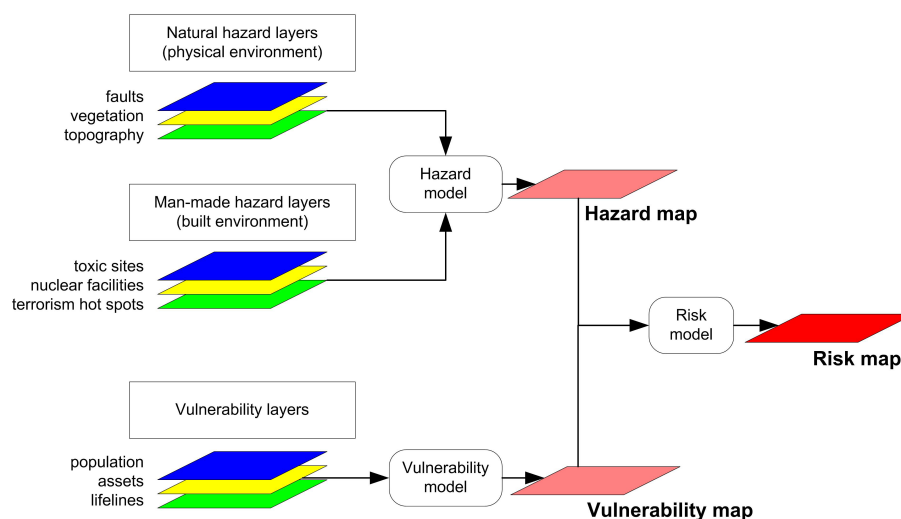 Natural hazard layers
(physical environment)
faults
vegetation
topography
Hazard
model
Hazard map
Man-made hazard layers
(built environment)
toxic sites
nuclear facilities
terrorism hot spots
Risk
model
Risk map
Vulnerability layers
population
assets
lifelines
Vulnerability
model
Vulnerability map